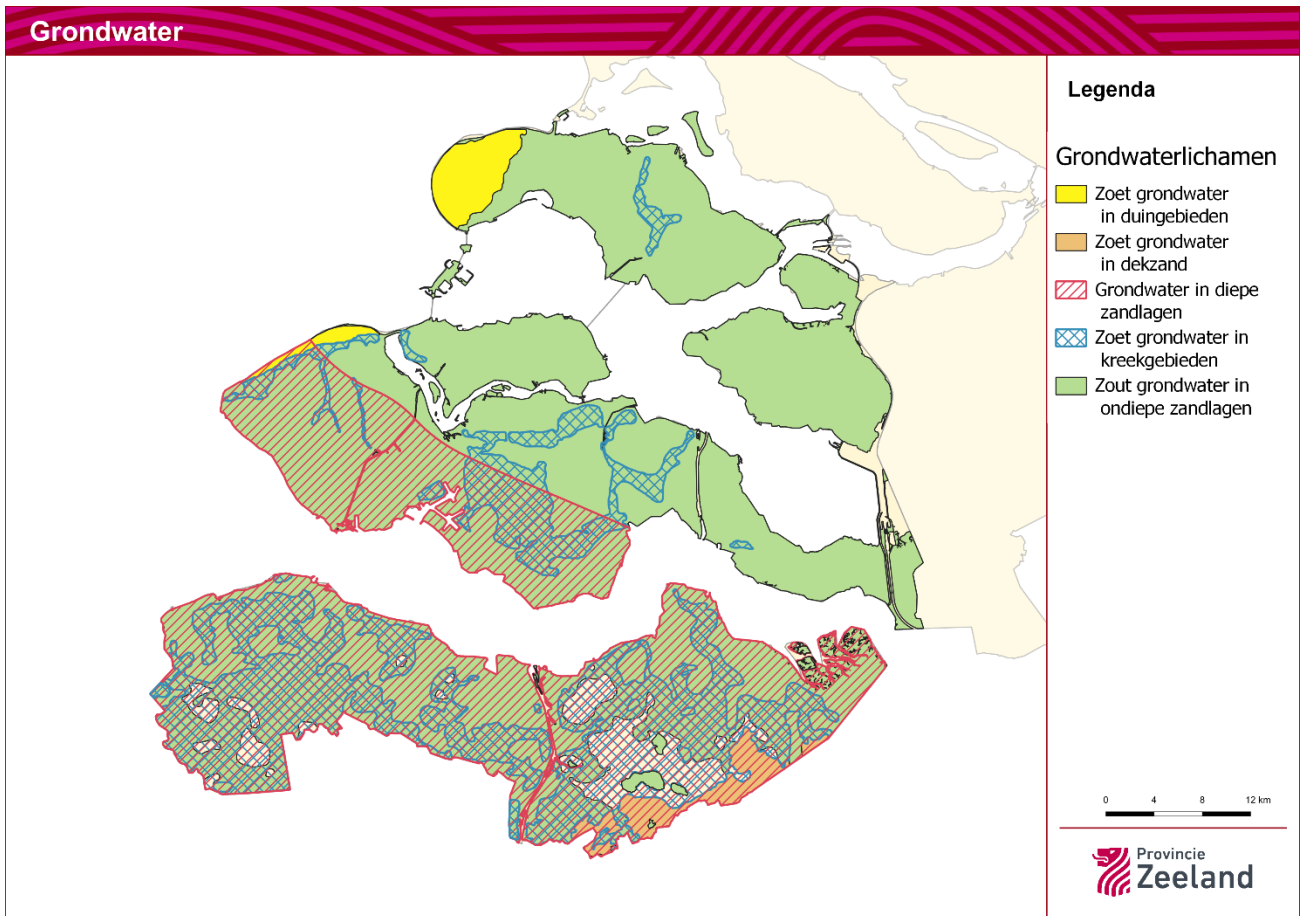 Grondwater
Legenda
Grondwaterlichamen
Zoet grondwater
in duingebieden
Zoet grondwater
in dekzand
Grondwater in diepe
zandlagen
Zoet grondwater in
kreekgebieden
Zout grondwater in
ondiepe zandlagen
0 4 8 12 km
Provincie
Zeeland